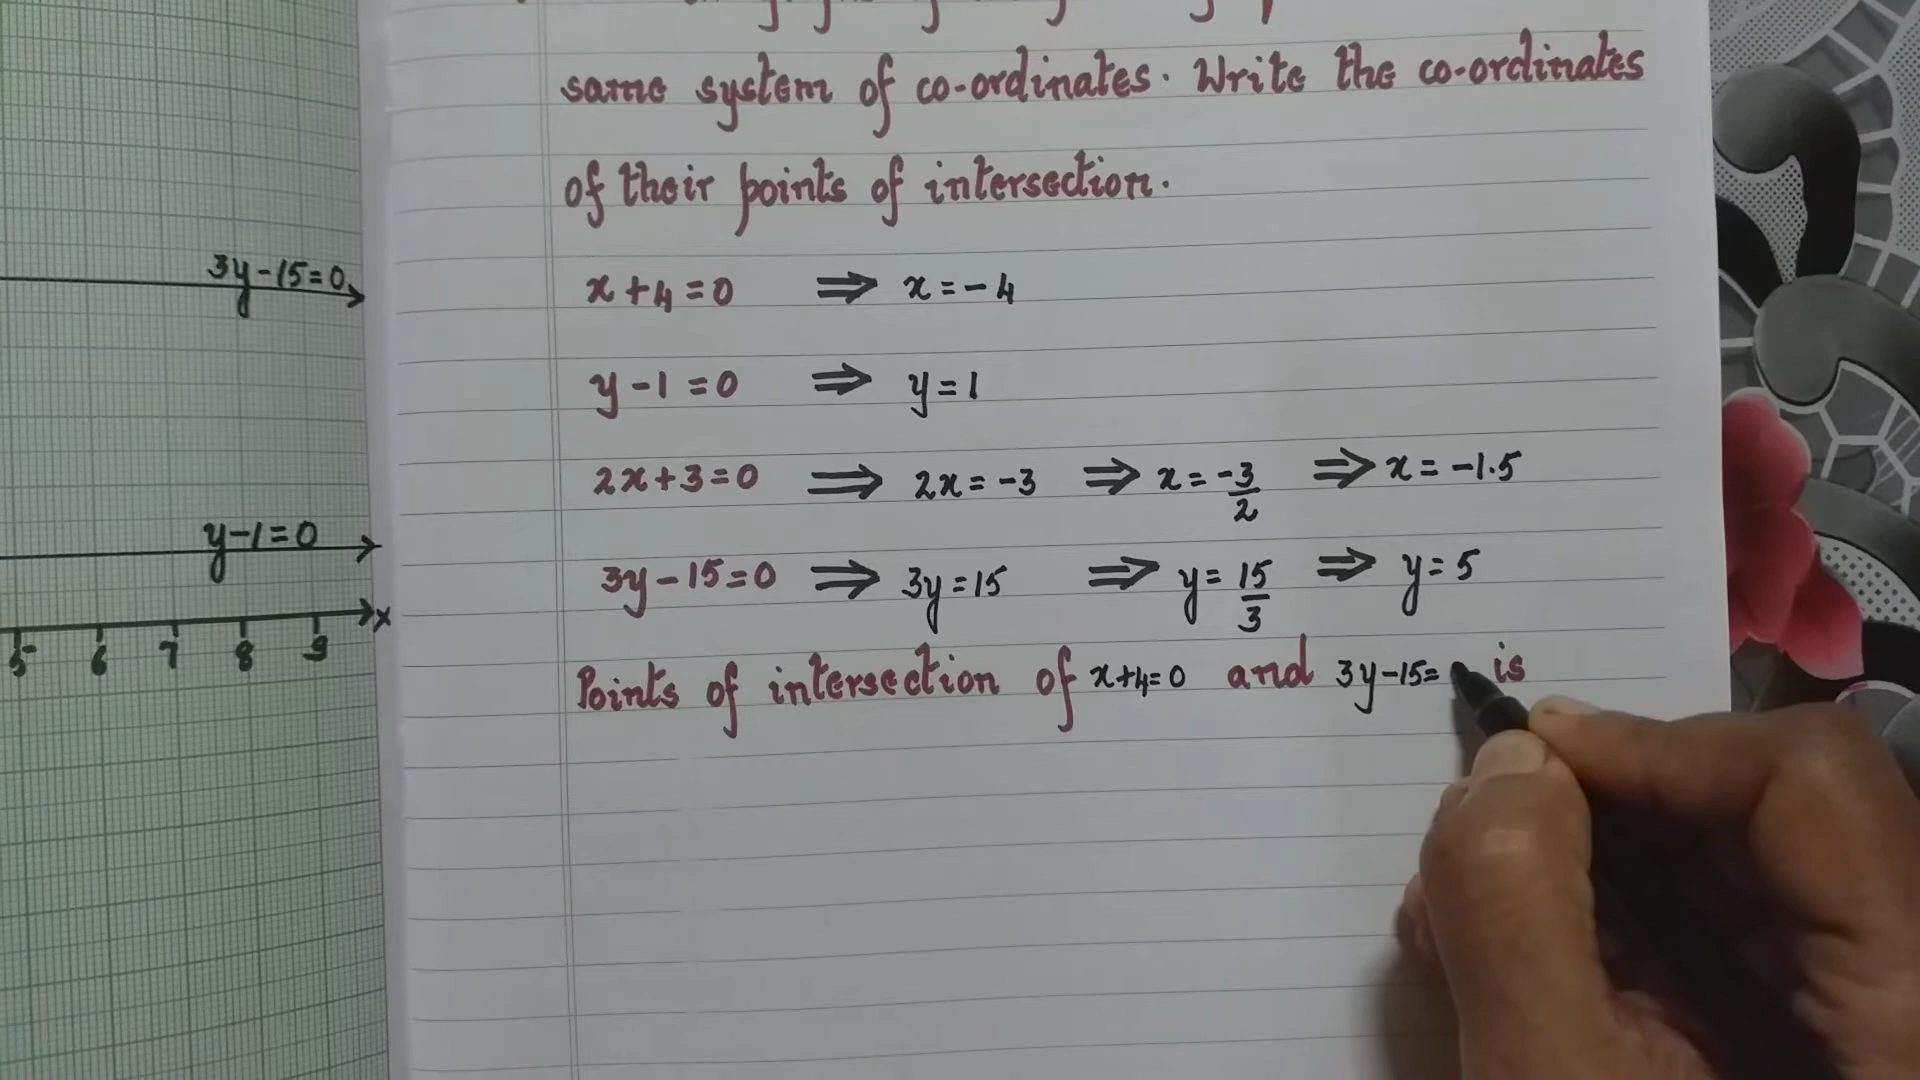 same system of co-ordinates. Write the co-ordinates
of their points of intersection.
x + 4 = 0 ⇒ x = - 4
y - 1 = 0 ⇒ y = 1
2x + 3 = 0 ⇒ 2x = -3 ⇒ x = -3/2 ⇒ x = -1.5
3y - 15 = 0 ⇒ 3y = 15 ⇒ y = 15/3 ⇒ y = 5
Points of intersection of x+4=0 and 3y-15= is
3y-15=0
y-1=0
x
5 6 7 8 9